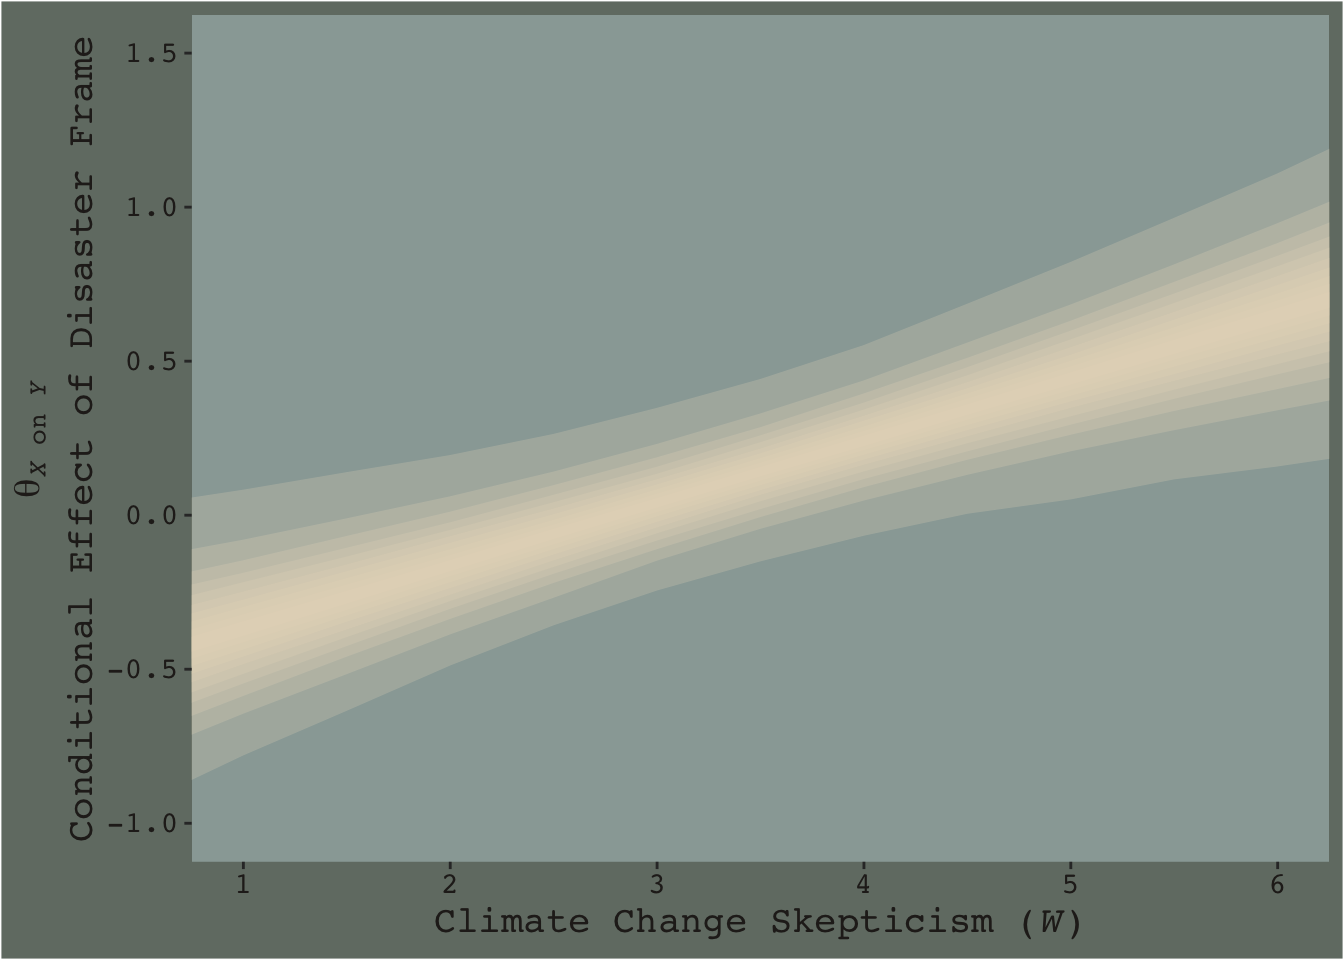 θX on Y
Conditional Effect of Disaster Frame
1.5
1.0
0.5
0.0
-0.5
-1.0
1 2 3 4 5 6
Climate Change Skepticism (W)